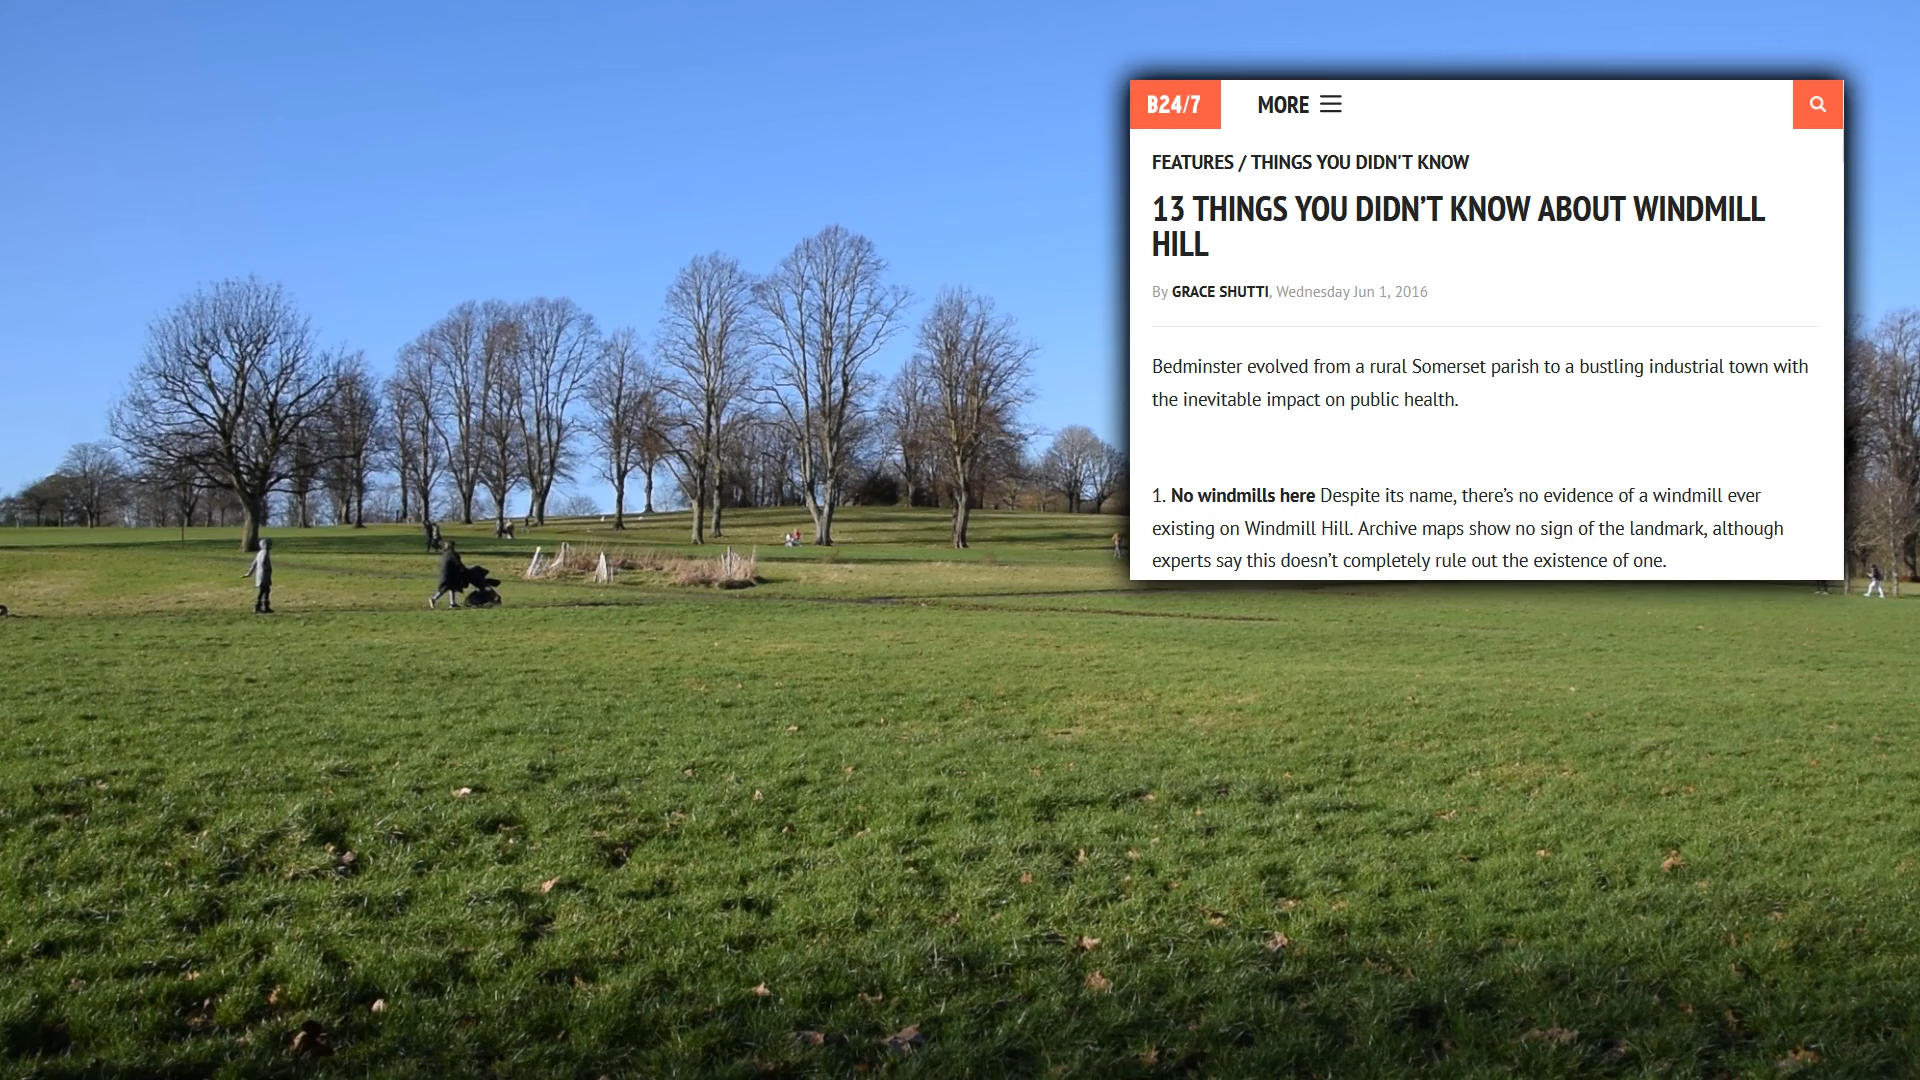 B24/7 MORE
FEATURES / THINGS YOU DIDN'T KNOW
13 THINGS YOU DIDN’T KNOW ABOUT WINDMILL
HILL
By GRACE SHUTTI, Wednesday Jun 1, 2016
Bedminster evolved from a rural Somerset parish to a bustling industrial town with
the inevitable impact on public health.
1. No windmills here Despite its name, there’s no evidence of a windmill ever
existing on Windmill Hill. Archive maps show no sign of the landmark, although
experts say this doesn’t completely rule out the existence of one.